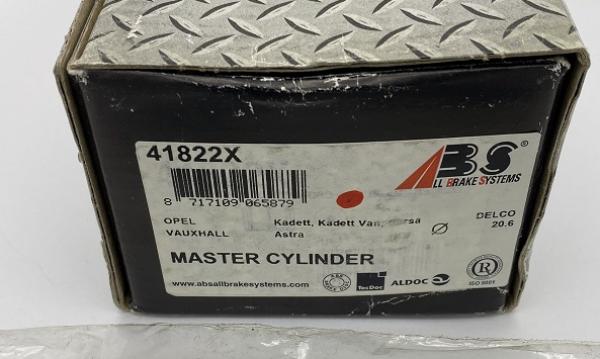 41822X
ABS
ALL BRAKE SYSTEMS
8 717109 065879
OPEL Kadett, Kadett Van, DELCO
VAUXHALL Astra Ø 20.6
MASTER CYLINDER
www.absallbrakesystems.com TecDoc ALDOC R ISO 9001